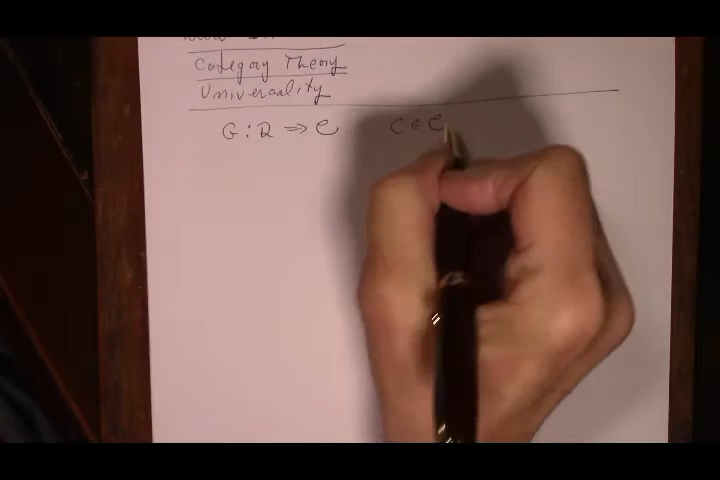 Category Theory
Universality
G : D ⇒ C C ∈ C